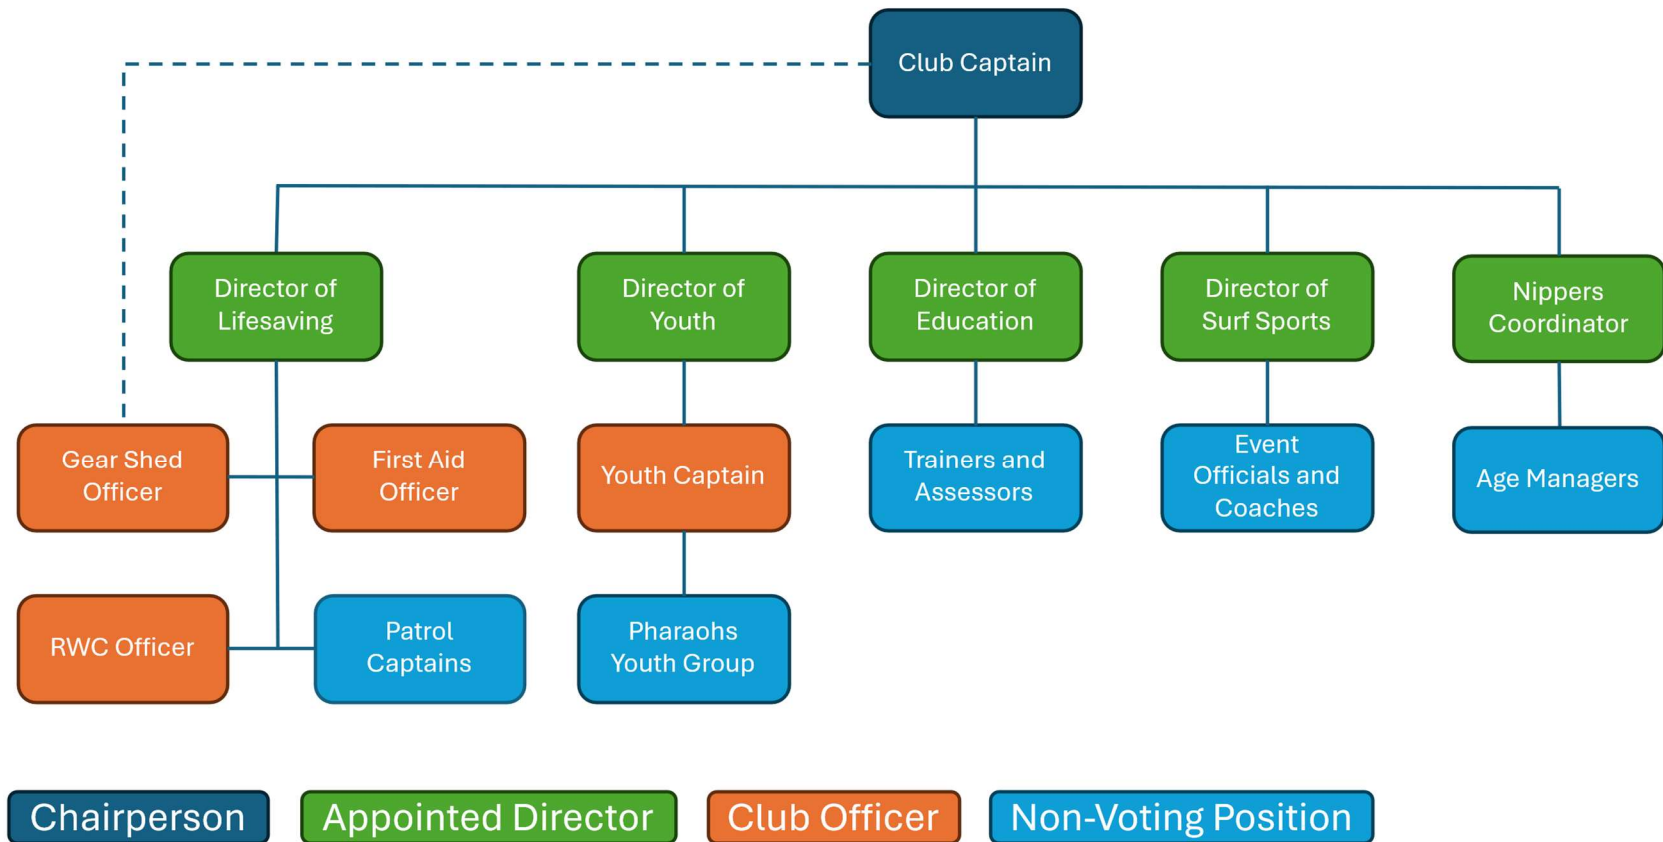 Club Captain
Director of
Lifesaving
Director of
Youth
Director of
Education
Director of
Surf Sports
Nippers
Coordinator
Gear Shed
Officer
First Aid
Officer
Youth Captain
Trainers and
Assessors
Event
Officials and
Coaches
Age Managers
RWC Officer
Patrol
Captains
Pharaohs
Youth Group
Chairperson
Appointed Director
Club Officer
Non-Voting Position